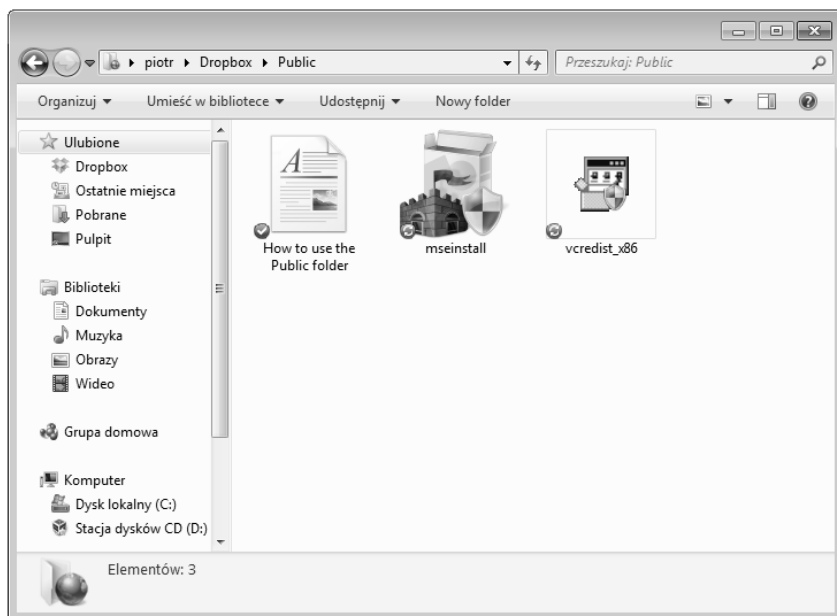 piotr Dropbox Public
Przeszukaj: Public
Organizuj Umieść w bibliotece Udostępnij Nowy folder
Ulubione
Dropbox
Ostatnie miejsca
Pobrane
Pulpit
Biblioteki
Dokumenty
Muzyka
Obrazy
Wideo
Grupa domowa
Komputer
Dysk lokalny (C:)
Stacja dysków CD (D:)
How to use the
Public folder
mseinstall
vcredist_x86
Elementów: 3